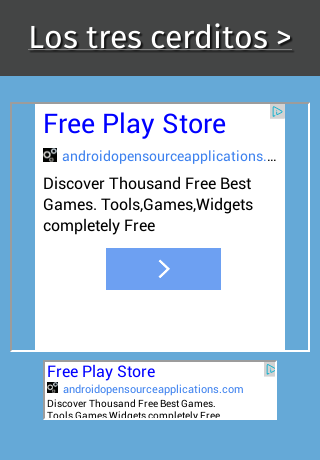 Los tres cerditos >
Free Play Store
androidopensourceapplications....
Discover Thousand Free Best
Games. Tools,Games,Widgets
completely Free
Free Play Store
androidopensourceapplications.com
Discover Thousand Free Best Games.
Tools,Games,Widgets completely Free